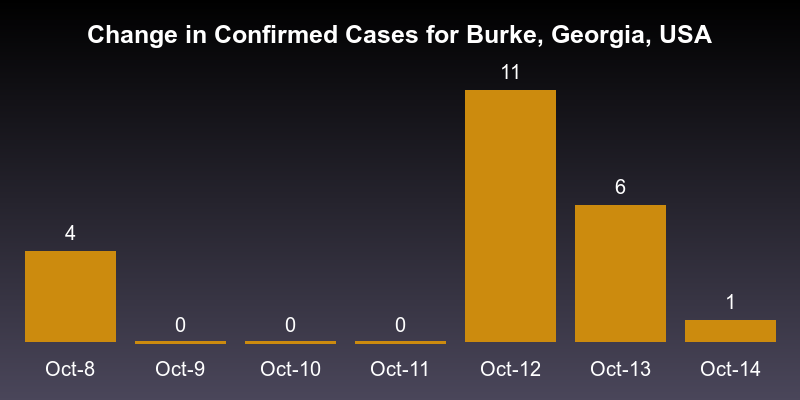 Change in Confirmed Cases for Burke, Georgia, USA
11
6
4
1
0 0 0
Oct-8 Oct-9 Oct-10 Oct-11 Oct-12 Oct-13 Oct-14